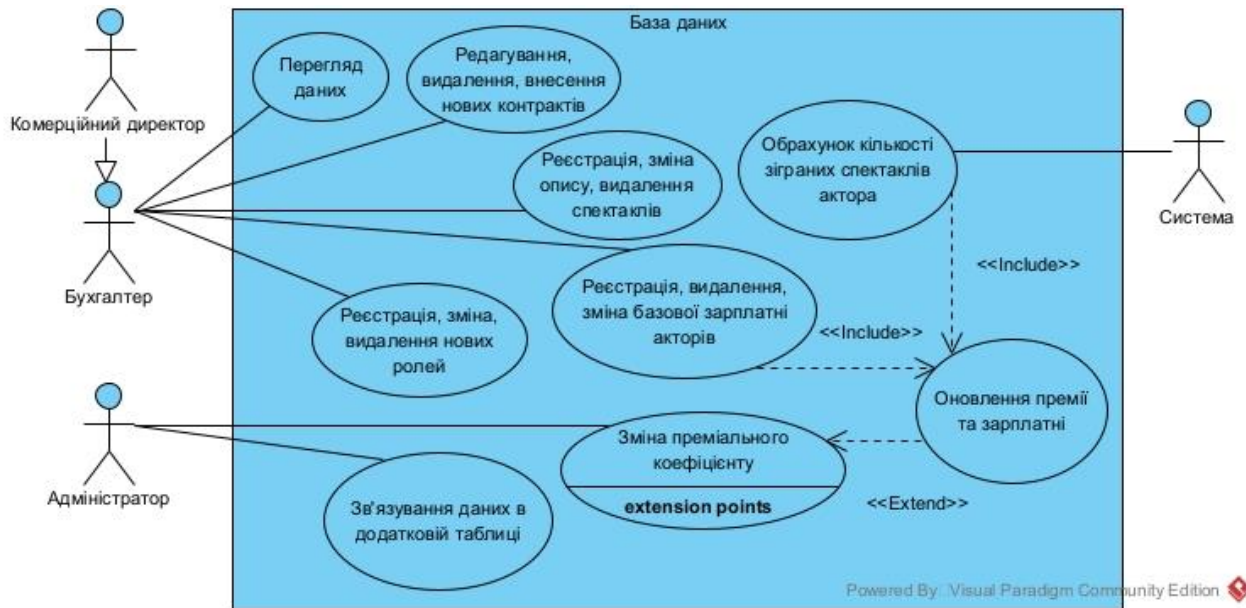 База даних
Перегляд
даних
Редагування,
видалення, внесення
нових контрактів
Комерційний директор
Обрахунок кількості
зіграних спектаклів
актора
Реєстрація, зміна
опису, видалення
спектаклів
Система
Бухгалтер
<<Include>>
Реєстрація, видалення,
зміна базової зарплатні
акторів
Реєстрація, зміна,
видалення нових
ролей
<<Include>>
Оновлення премії
та зарплатні
Зміна преміального
коефіцієнту
extension points
<<Extend>>
Адміністратор
Зв'язування даних в
додатковій таблиці
Powered By: Visual Paradigm Community Edition